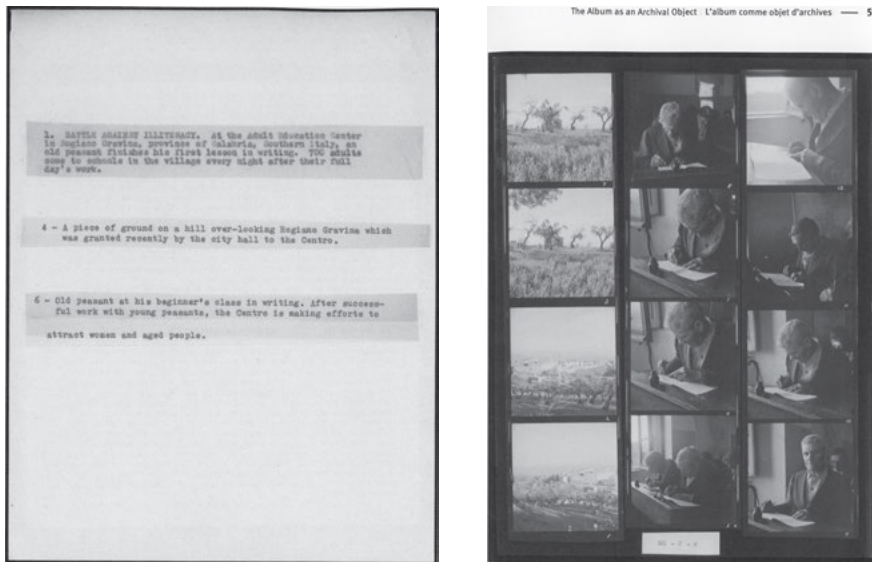 The Album as an Archival Object L'album comme objet d'archives — 5
1. BATTLE AGAINST ILLITERACY. At the Adult Education Center
in Rogiano Gravina, province of Calabria, Southern Italy, an
old peasant finishes his first lesson in writing. 700 adults
come to schools in the village every night after their full
day's work.
4 - A piece of ground on a hill over-looking Rogiano Gravina which
was granted recently by the city hall to the Centro.
6 - Old peasant at his beginner's class in writing. After success-
ful work with young peasants, the Centro is making efforts to
attract women and aged people.